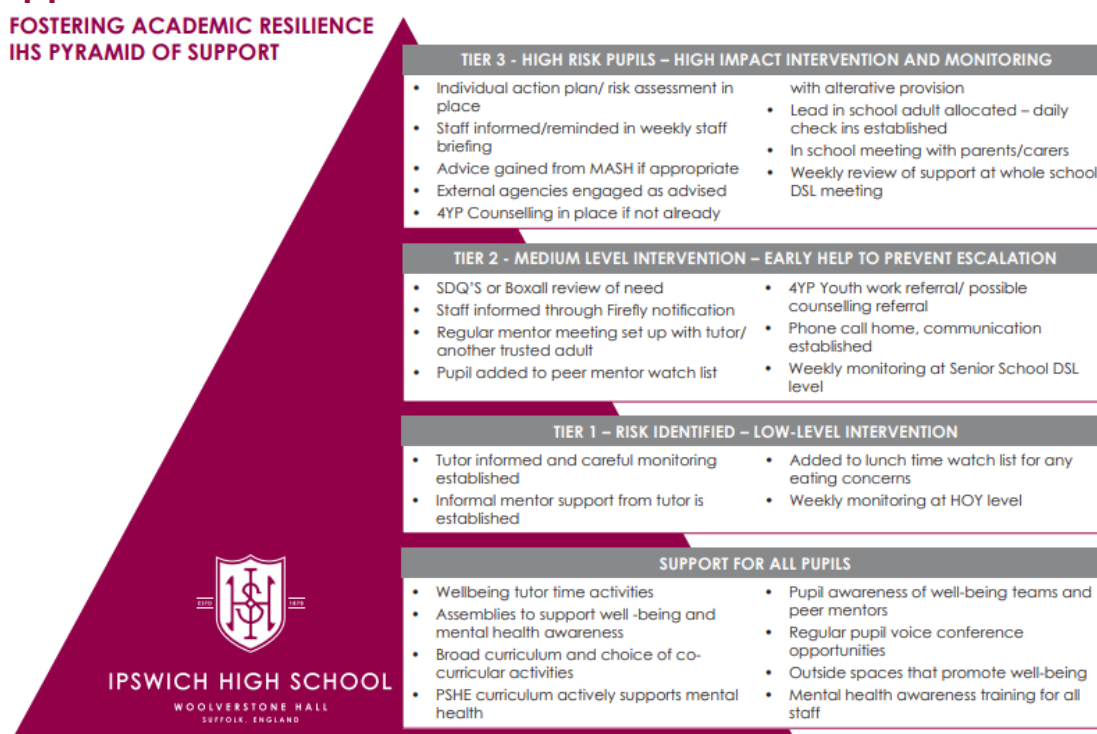 FOSTERING ACADEMIC RESILIENCE
IHS PYRAMID OF SUPPORT
TIER 3 - HIGH RISK PUPILS – HIGH IMPACT INTERVENTION AND MONITORING
• Individual action plan/ risk assessment in
place
• Staff informed/reminded in weekly staff
briefing
• Advice gained from MASH if appropriate
• External agencies engaged as advised
• 4YP Counselling in place if not already
with alterative provision
• Lead in school adult allocated – daily
check ins established
• In school meeting with parents/carers
• Weekly review of support at whole school
DSL meeting
TIER 2 - MEDIUM LEVEL INTERVENTION – EARLY HELP TO PREVENT ESCALATION
• SDQ'S or Boxall review of need
• Staff informed through Firefly notification
• Regular mentor meeting set up with tutor/
another trusted adult
• Pupil added to peer mentor watch list
• 4YP Youth work referral/ possible
counselling referral
• Phone call home, communication
established
• Weekly monitoring at Senior School DSL
level
TIER 1 – RISK IDENTIFIED – LOW-LEVEL INTERVENTION
• Tutor informed and careful monitoring
established
• Informal mentor support from tutor is
established
• Added to lunch time watch list for any
eating concerns
• Weekly monitoring at HOY level
SUPPORT FOR ALL PUPILS
• Wellbeing tutor time activities
• Assemblies to support well -being and
mental health awareness
• Broad curriculum and choice of co-
curricular activities
• PSHE curriculum actively supports mental
health
• Pupil awareness of well-being teams and
peer mentors
• Regular pupil voice conference
opportunities
• Outside spaces that promote well-being
• Mental health awareness training for all
staff
ESTD 1878
IPSWICH HIGH SCHOOL
WOOLVERSTONE HALL
SUFFOLK, ENGLAND